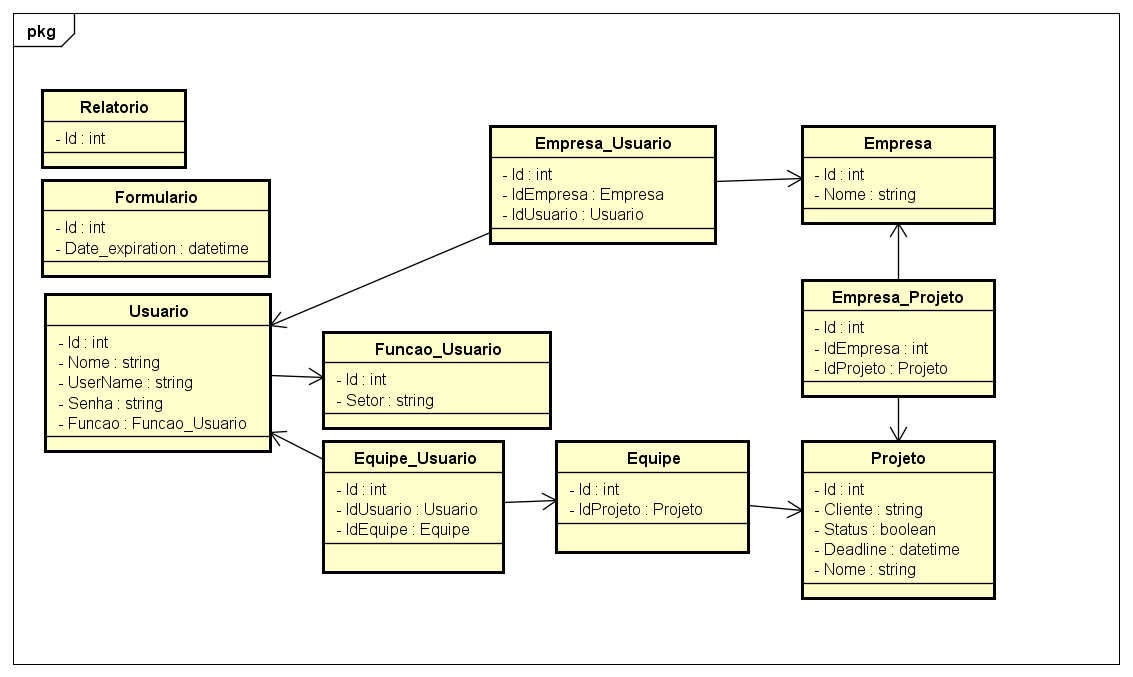 pkg
Relatorio
- Id : int
Formulario
- Id : int
- Date_expiration : datetime
Usuario
- Id : int
- Nome : string
- UserName : string
- Senha : string
- Funcao : Funcao_Usuario
Empresa_Usuario
- Id : int
- IdEmpresa : Empresa
- IdUsuario : Usuario
Empresa
- Id : int
- Nome : string
Empresa_Projeto
- Id : int
- IdEmpresa : int
- IdProjeto : Projeto
Funcao_Usuario
- Id : int
- Setor : string
Equipe_Usuario
- Id : int
- IdUsuario : Usuario
- IdEquipe : Equipe
Equipe
- Id : int
- IdProjeto : Projeto
Projeto
- Id : int
- Cliente : string
- Status : boolean
- Deadline : datetime
- Nome : string